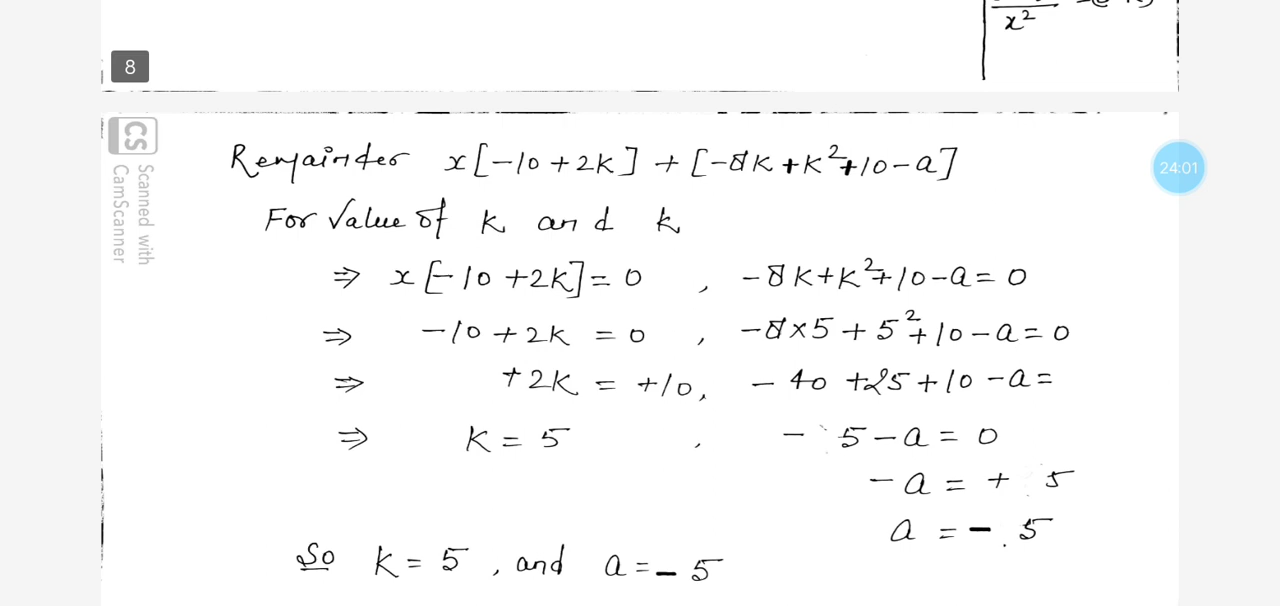 x²
8
CS Scanned with CamScanner
24:01
Remainder x[-10+2K]+[-8K+K²+10-a]
For value of k and k
⇒ x[-10+2K]=0 , -8K+K²+10-a=0
⇒ -10+2K = 0 , -8×5+5²+10-a=0
⇒ +2K = +10, -40+25+10-a=
⇒ K=5 , -5-a=0
-a=+5
a=-5
So K=5, and a=-5